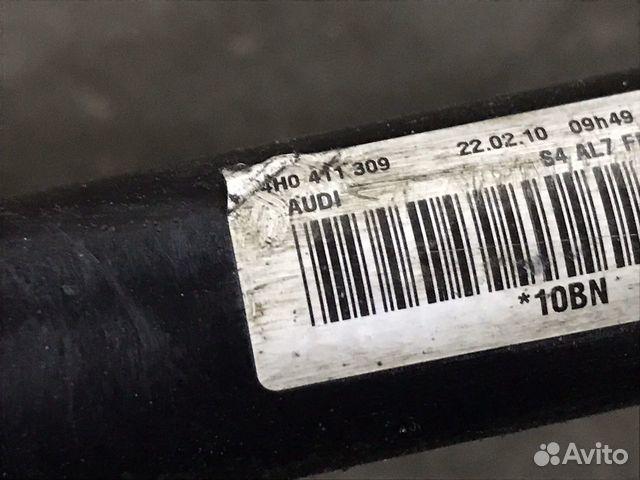 4H0 411 309 22.02.10 09h49
AUDI S4 AL7
*10BN
Avito